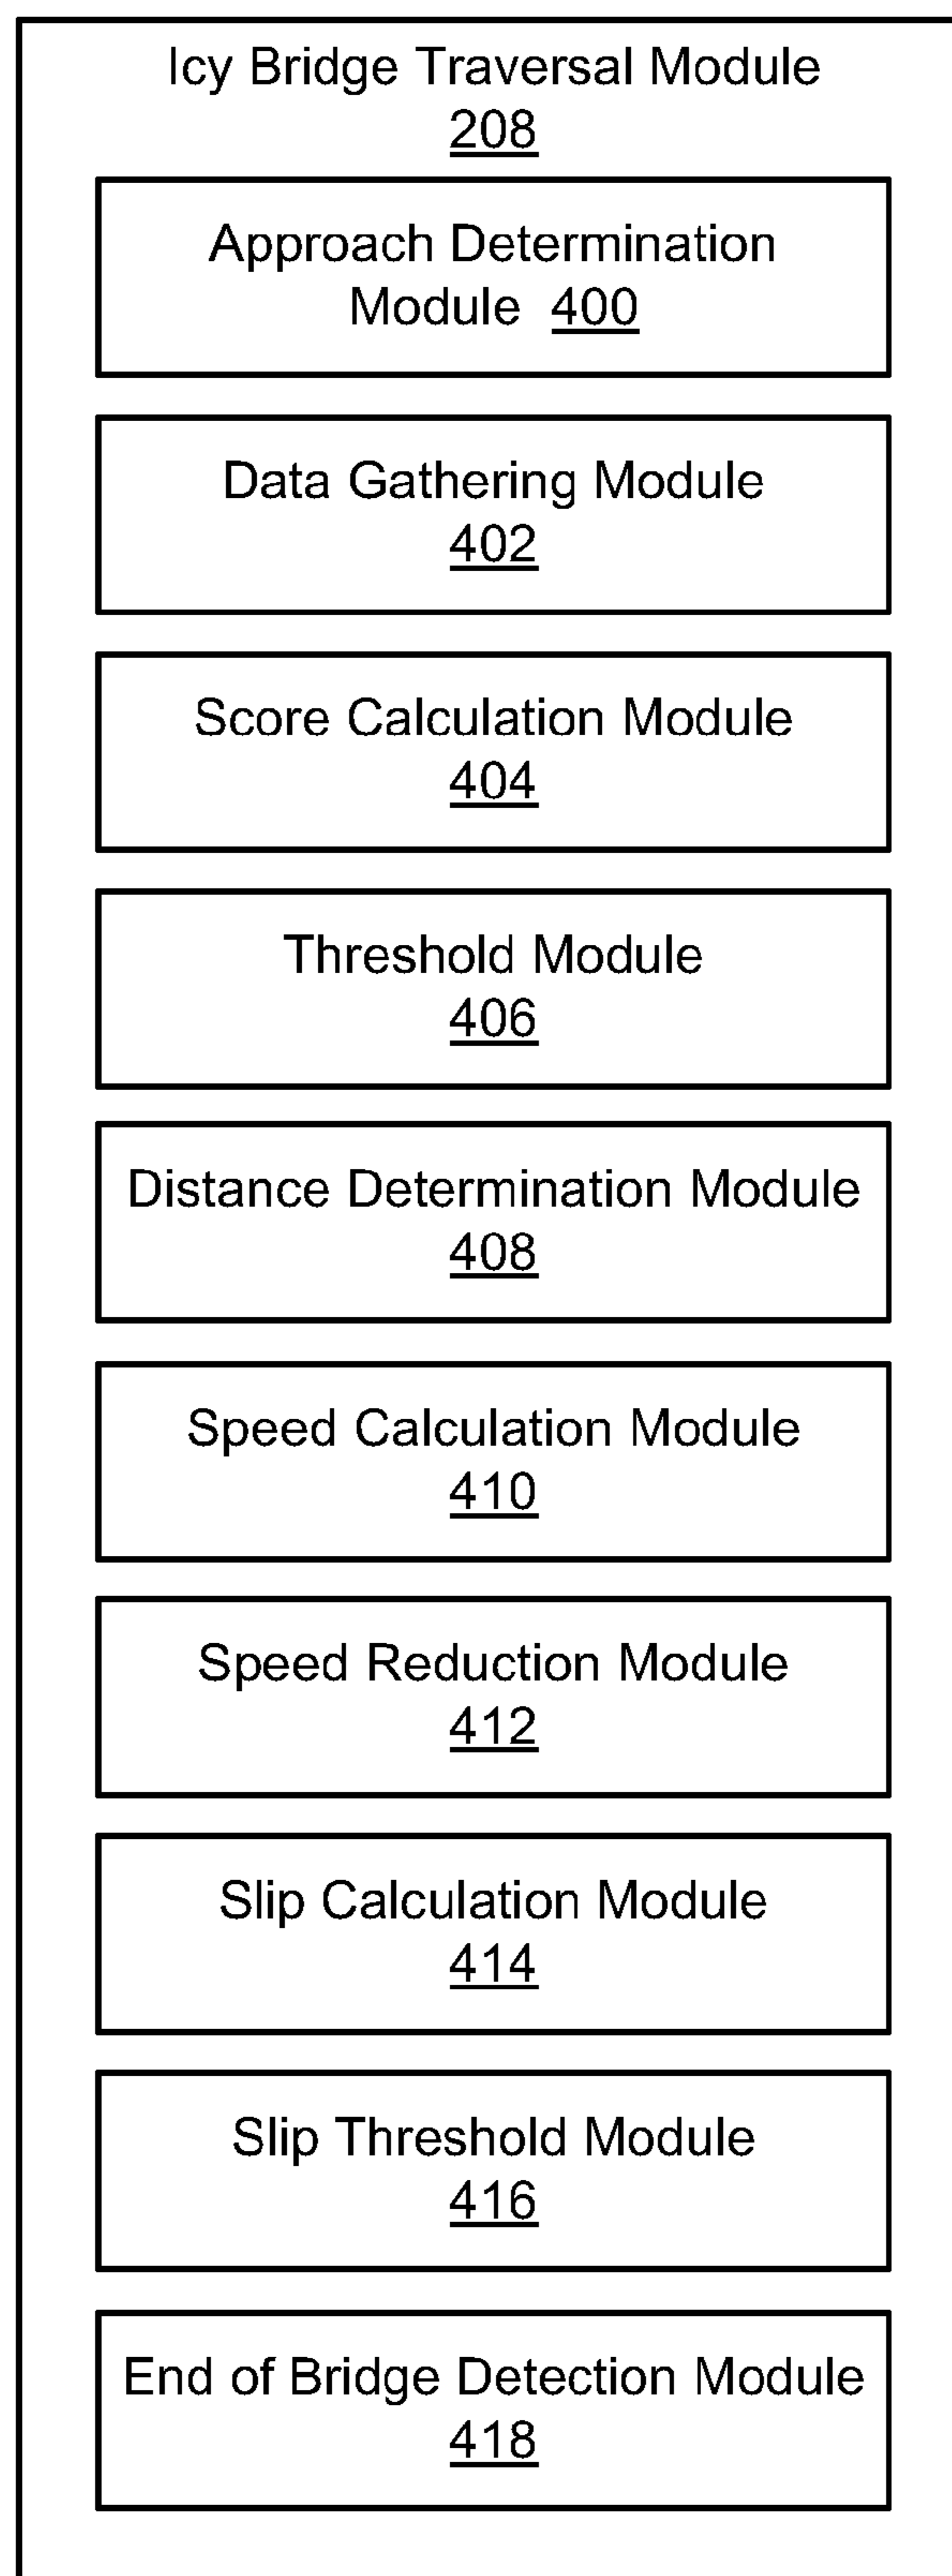 Icy Bridge Traversal Module
208
Approach Determination
Module 400
Data Gathering Module
402
Score Calculation Module
404
Threshold Module
406
Distance Determination Module
408
Speed Calculation Module
410
Speed Reduction Module
412
Slip Calculation Module
414
Slip Threshold Module
416
End of Bridge Detection Module
418